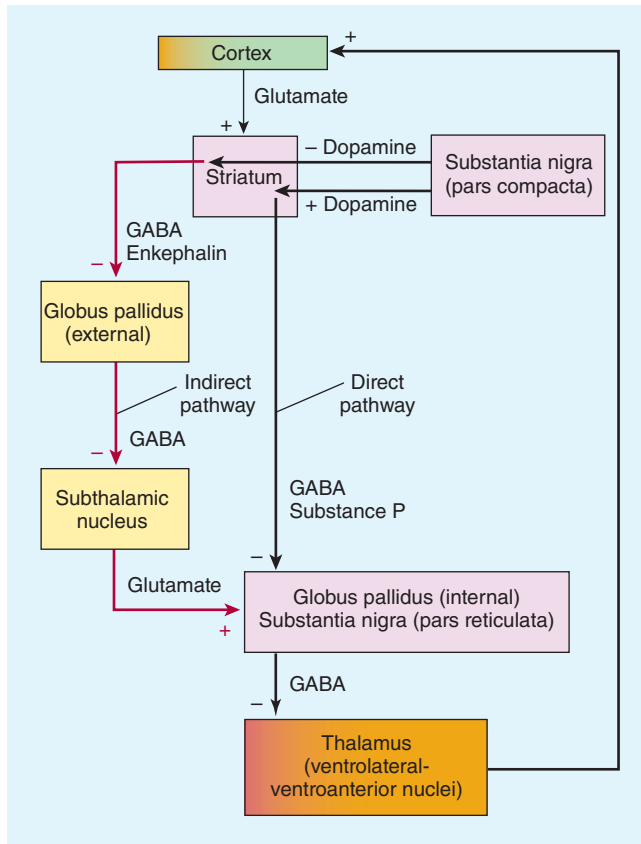 +
Cortex
Glutamate
+
– Dopamine
Striatum
+ Dopamine
Substantia nigra
(pars compacta)
GABA
Enkephalin
–
Globus pallidus
(external)
Indirect
pathway
Direct
pathway
GABA
–
Subthalamic
nucleus
GABA
Substance P
–
Glutamate
+
Globus pallidus (internal)
Substantia nigra (pars reticulata)
GABA
–
Thalamus
(ventrolateral-
ventroanterior nuclei)